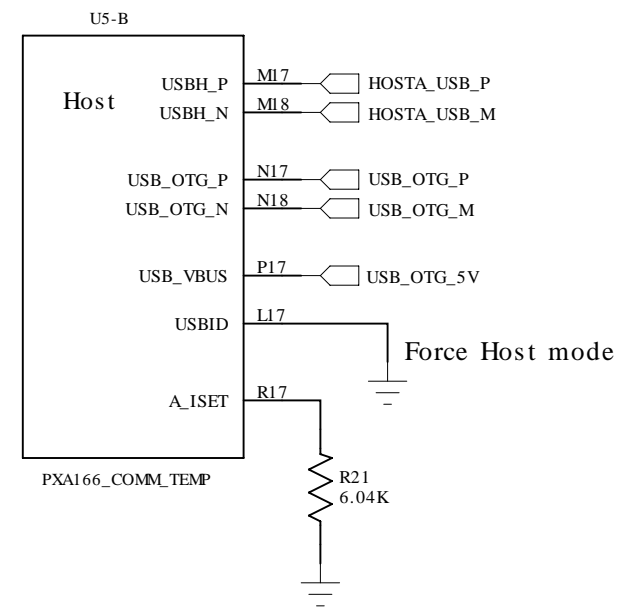 U5-B
USBH_P M17 HOSTA_USB_P
Host
USBH_N M18 HOSTA_USB_M
USB_OTG_P N17 USB_OTG_P
USB_OTG_N N18 USB_OTG_M
USB_VBUS P17 USB_OTG_5V
USBID L17
Force Host mode
A_ISET R17
PXA166_COMM_TEMP
R21
6.04K